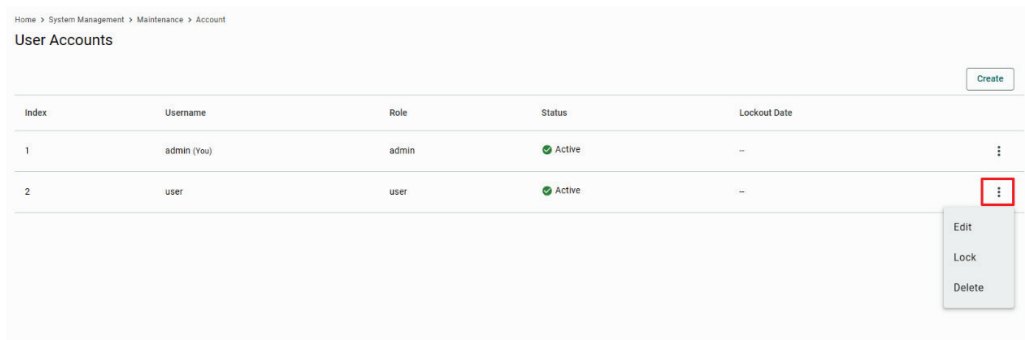 Home > System Management > Maintenance > Account
User Accounts
Create
Index Username Role Status Lockout Date
1 admin (You) admin Active –
2 user user Active –
Edit
Lock
Delete